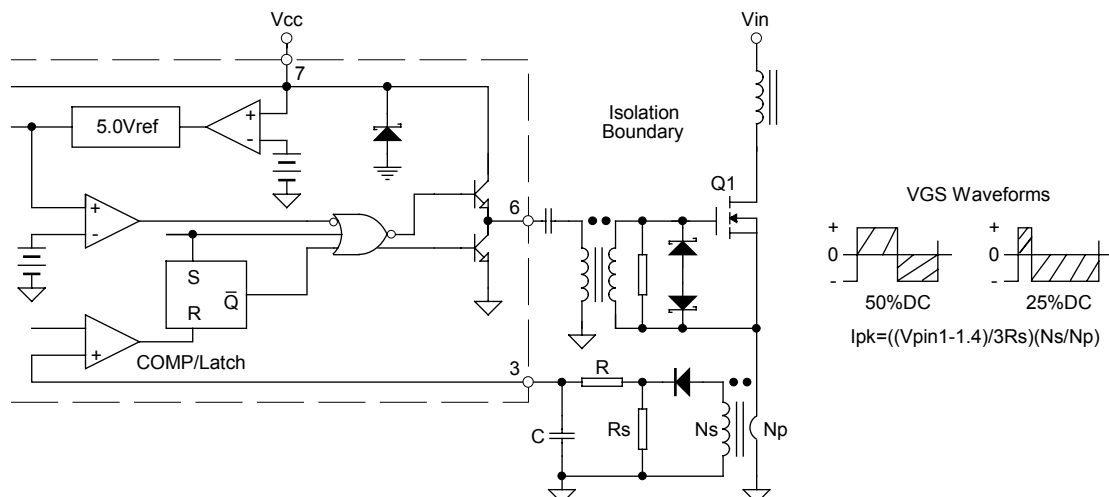 Vcc
Vin
7
Isolation
Boundary
5.0Vref
+
-
Q1
VGS Waveforms
6
+
-
+
0
-
+
0
-
S
Q
R
50%DC
25%DC
Ipk=((Vpin1-1.4)/3Rs)(Ns/Np)
+
COMP/Latch
3
R
C
Rs
Ns
Np